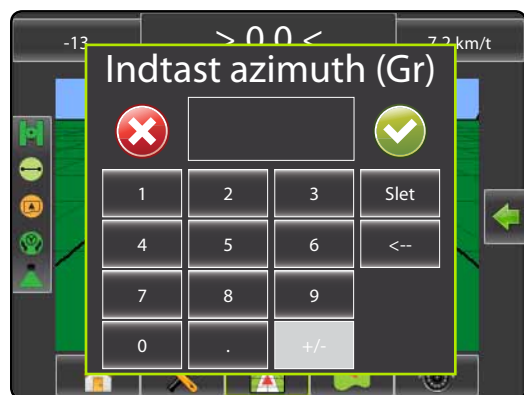 -13
> 0.0 <
7.2 km/t
Indtast azimuth (Gr)
1 2 3 Slet
4 5 6 <--
7 8 9
0 . +/-